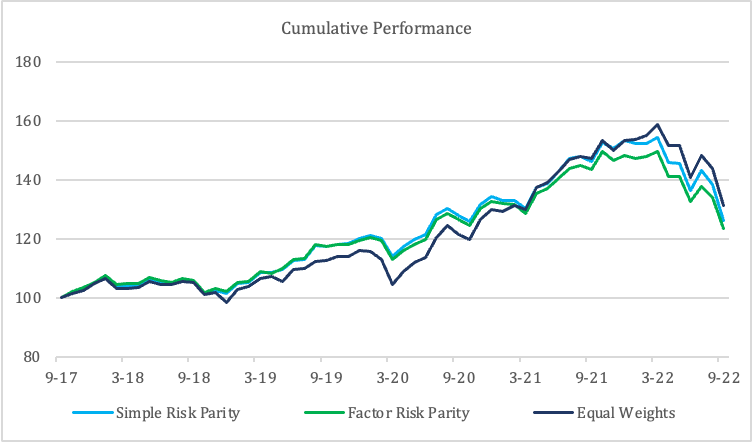 Cumulative Performance
180
160
140
120
100
80
9-17 3-18 9-18 3-19 9-19 3-20 9-20 3-21 9-21 3-22 9-22
Simple Risk Parity Factor Risk Parity Equal Weights